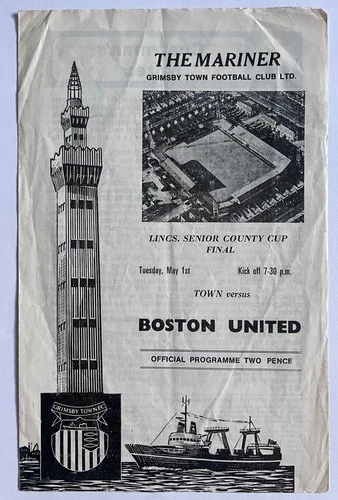 THE MARINER
GRIMSBY TOWN FOOTBALL CLUB LTD.
LINCS. SENIOR COUNTY CUP
FINAL
Tuesday, May 1st Kick off 7-30 p.m.
TOWN versus
BOSTON UNITED
OFFICIAL PROGRAMME TWO PENCE
GRIMSBY TOWN F.C.